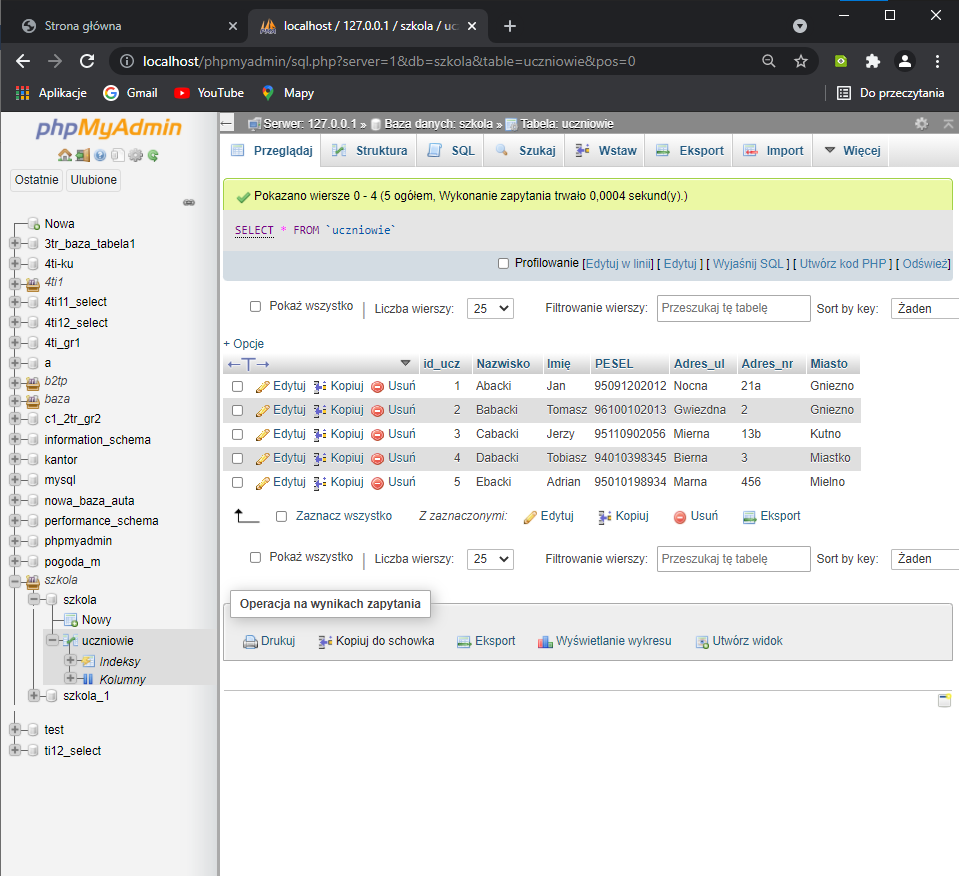 Strona główna
localhost / 127.0.0.1 / szkola / uc
localhost/phpmyadmin/sql.php?server=1&db=szkola&table=uczniowie&pos=0
Aplikacje Gmail YouTube Mapy Do przeczytania
phpMyAdmin
Ostatnie Ulubione
Nowa
3tr_baza_tabela1
4ti-ku
4ti1
4ti11_select
4ti12_select
4ti_gr1
a
b2tp
baza
c1_2tr_gr2
information_schema
kantor
mysql
nowa_baza_auta
performance_schema
phpmyadmin
pogoda_m
szkola
szkola
Nowy
uczniowie
Indeksy
Kolumny
szkola_1
test
ti12_select
Serwer: 127.0.0.1 » Baza danych: szkola » Tabela: uczniowie
Przeglądaj Struktura SQL Szukaj Wstaw Eksport Import Więcej
Pokazano wiersze 0 - 4 (5 ogółem, Wykonanie zapytania trwało 0,0004 sekund(y).)
SELECT * FROM `uczniowie`
Profilowanie [Edytuj w linii] [ Edytuj ] [ Wyjaśnij SQL ] [ Utwórz kod PHP ] [ Odśwież]
Pokaż wszystko | Liczba wierszy: 25 Filtrowanie wierszy: Przeszukaj tę tabelę Sort by key: Żaden
+ Opcje
←T→ id_ucz Nazwisko Imię PESEL Adres_ul Adres_nr Miasto
Edytuj Kopiuj Usuń 1 Abacki Jan 95091202012 Nocna 21a Gniezno
Edytuj Kopiuj Usuń 2 Babacki Tomasz 96100102013 Gwiezdna 2 Gniezno
Edytuj Kopiuj Usuń 3 Cabacki Jerzy 95110902056 Mierna 13b Kutno
Edytuj Kopiuj Usuń 4 Dabacki Tobiasz 94010398345 Bierna 3 Miastko
Edytuj Kopiuj Usuń 5 Ebacki Adrian 95010198934 Marna 456 Mielno
Zaznacz wszystko Z zaznaczonymi: Edytuj Kopiuj Usuń Eksport
Pokaż wszystko | Liczba wierszy: 25 Filtrowanie wierszy: Przeszukaj tę tabelę Sort by key: Żaden
Operacja na wynikach zapytania
Drukuj Kopiuj do schowka Eksport Wyświetlanie wykresu Utwórz widok